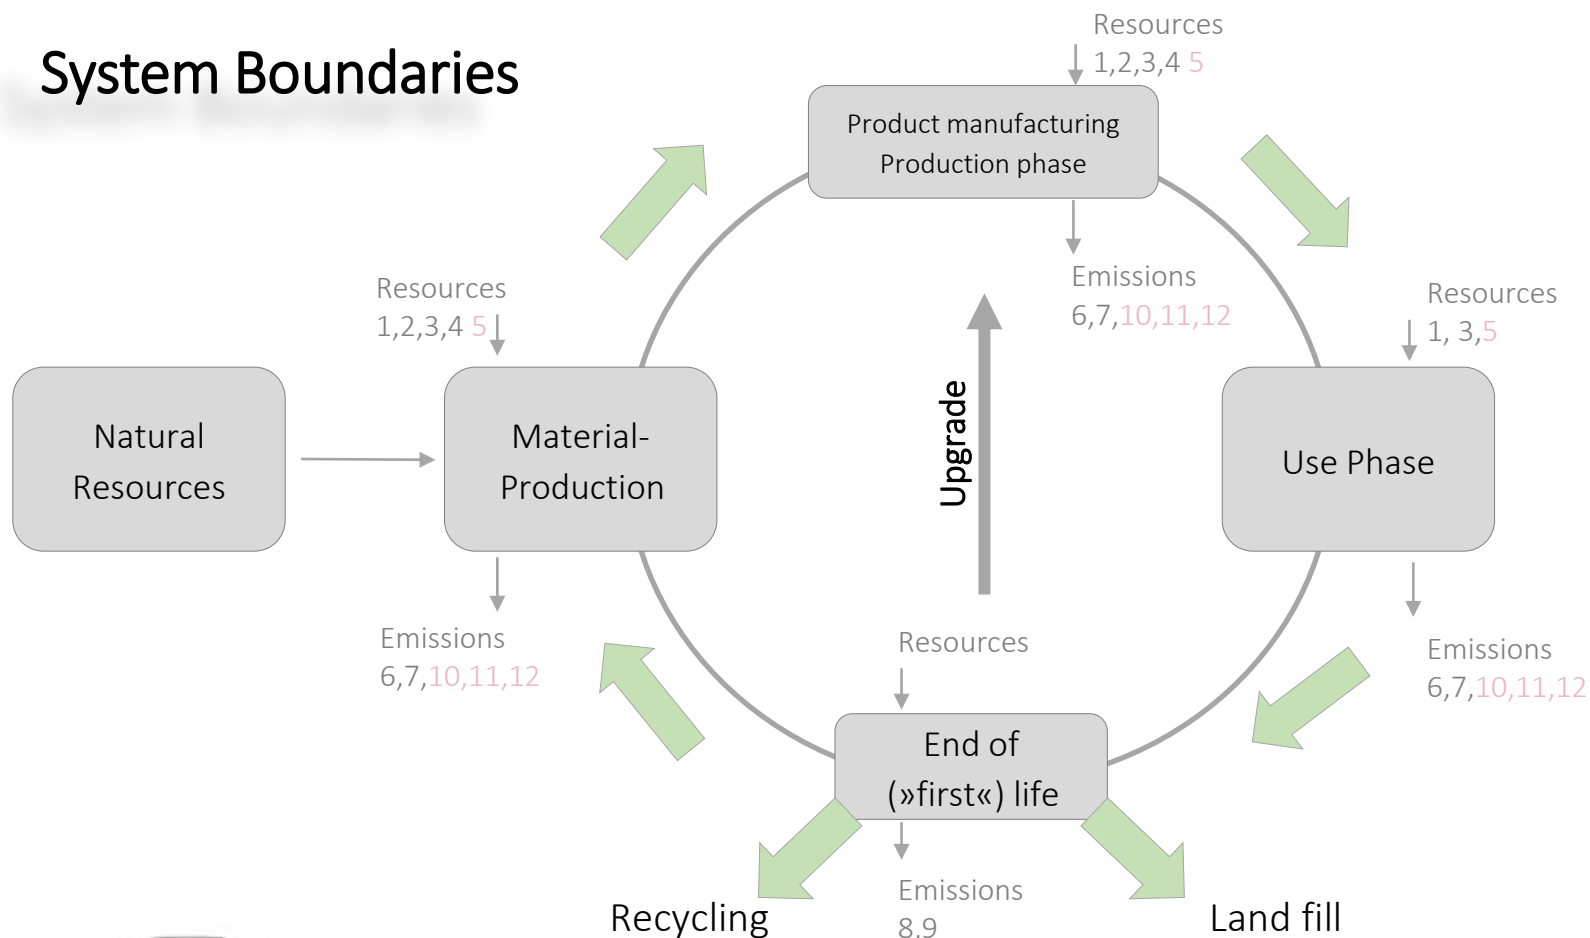 System Boundaries
Resources
1,2,3,4 5
Product manufacturing
Production phase
Emissions
6,7,10,11,12
Resources
1,2,3,4 5
Resources
1, 3,5
Natural
Resources
Material-
Production
Upgrade
Use Phase
Emissions
6,7,10,11,12
Resources
Emissions
6,7,10,11,12
End of
(»first«) life
Emissions
8,9
Recycling
Land fill